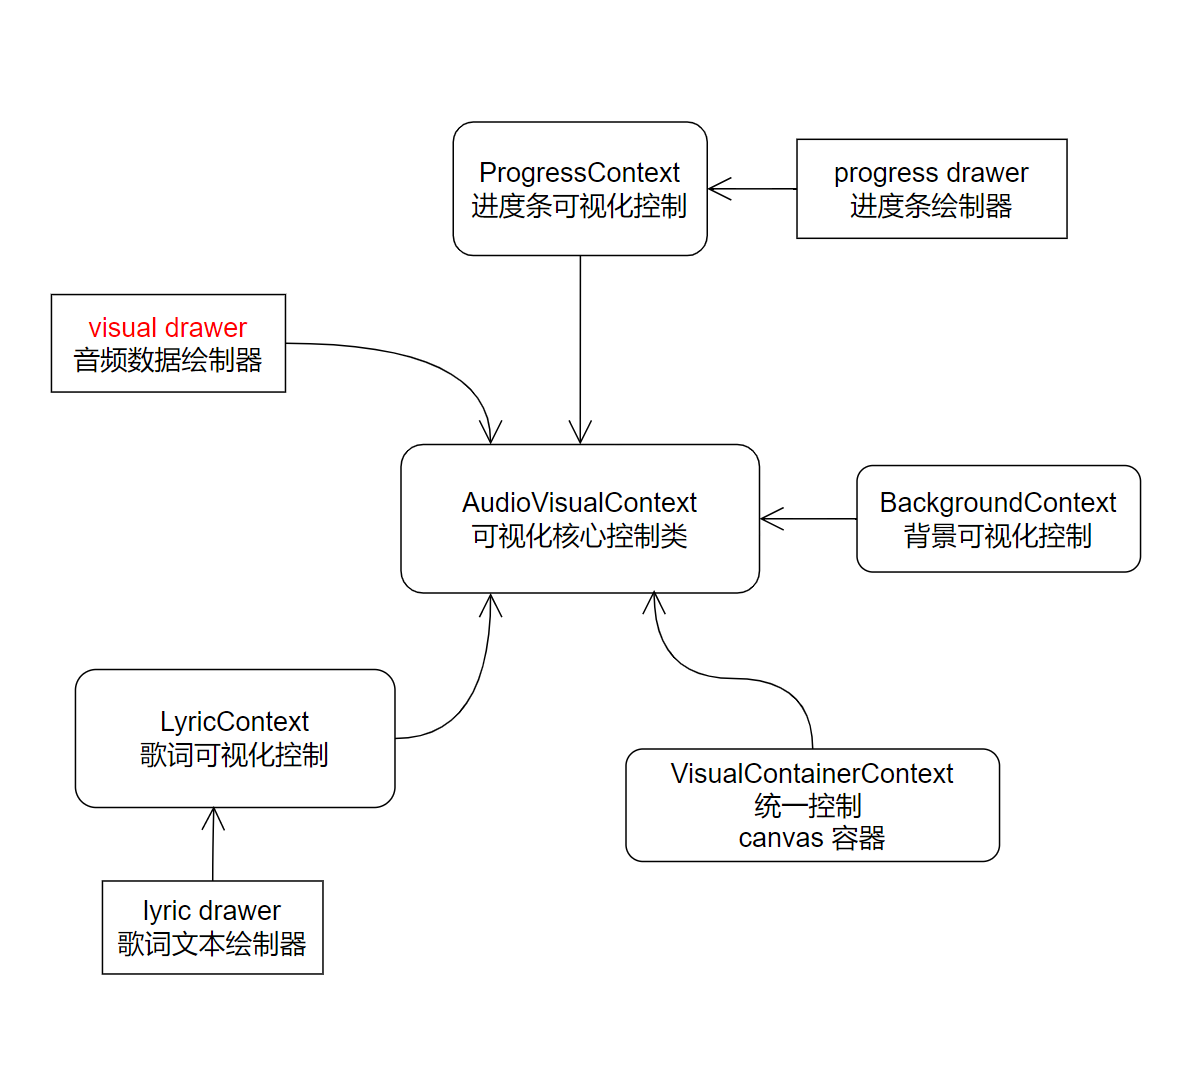 ProgressContext
进度条可视化控制
progress drawer
进度条绘制器
visual drawer
音频数据绘制器
AudioVisualContext
可视化核心控制类
BackgroundContext
背景可视化控制
LyricContext
歌词可视化控制
VisualContainerContext
统一控制
canvas 容器
lyric drawer
歌词文本绘制器